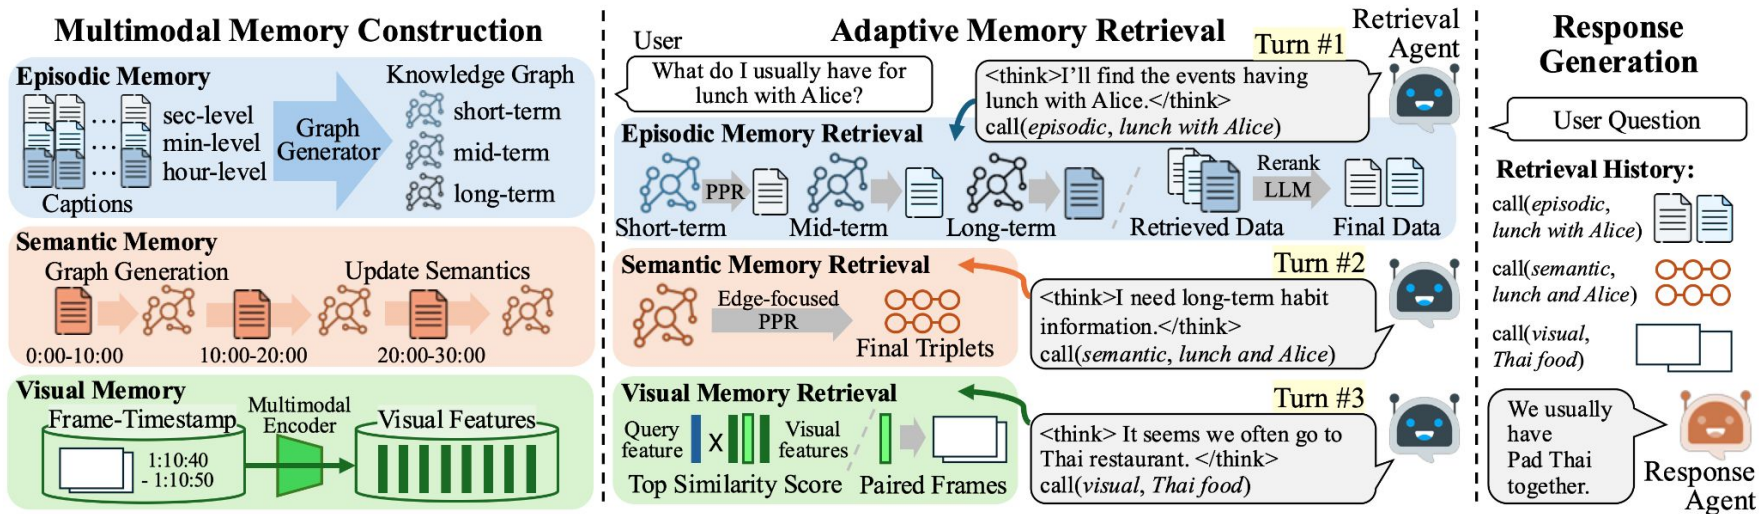 Multimodal Memory Construction
Episodic Memory
sec-level
min-level
hour-level
Captions
Graph
Generator
Knowledge Graph
short-term
mid-term
long-term
Semantic Memory
Graph Generation
Update Semantics
0:00-10:00
10:00-20:00
20:00-30:00
Visual Memory
Frame-Timestamp
1:10:40
- 1:10:50
Multimodal
Encoder
Visual Features
Adaptive Memory Retrieval
User
What do I usually have for
lunch with Alice?
Turn #1
Retrieval
Agent
<think>I'll find the events having
lunch with Alice.</think>
call(episodic, lunch with Alice)
Episodic Memory Retrieval
PPR
Short-term
Mid-term
Long-term
Retrieved Data
Rerank
LLM
Final Data
Semantic Memory Retrieval
Edge-focused
PPR
Final Triplets
Turn #2
<think>I need long-term habit
information.</think>
call(semantic, lunch and Alice)
Visual Memory Retrieval
Query
feature
X
Visual
features
Top Similarity Score
Paired Frames
Turn #3
<think> It seems we often go to
Thai restaurant. </think>
call(visual, Thai food)
Response
Generation
User Question
Retrieval History:
call(episodic,
lunch with Alice)
call(semantic,
lunch and Alice)
call(visual,
Thai food)
We usually
have
Pad Thai
together.
Response
Agent